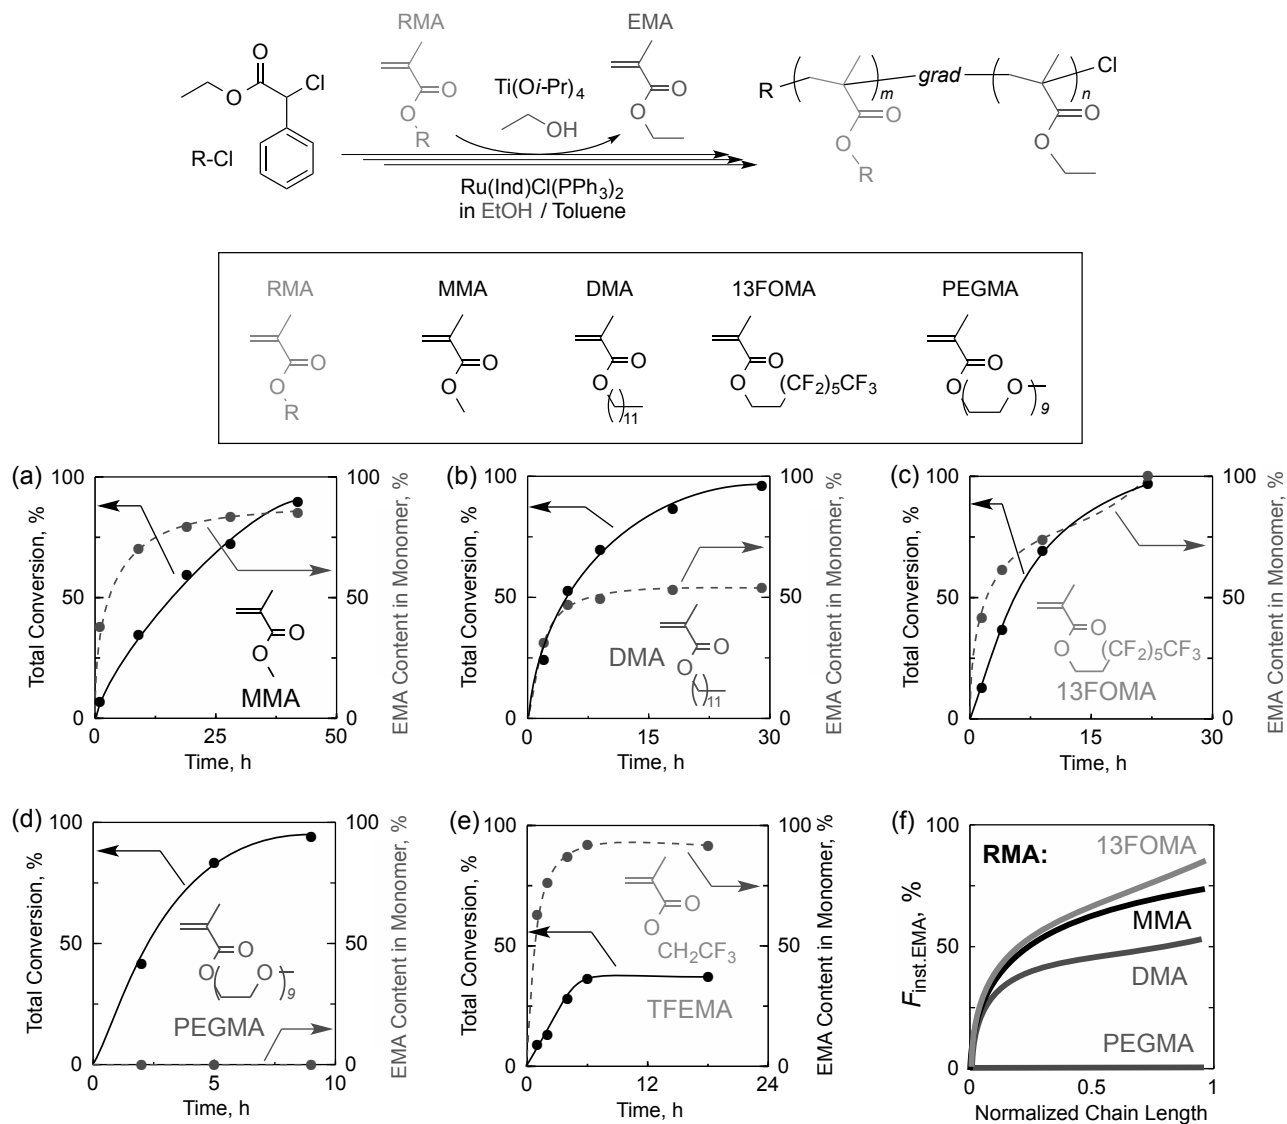 RMA
EMA
O
Cl
O
R-Cl
O
O
R
Ti(Oi-Pr)4
OH
O
O
Ru(Ind)Cl(PPh3)2
in EtOH / Toluene
R
m
grad
n
Cl
O
O
R
O
O
RMA
MMA
DMA
13FOMA
PEGMA
O
O
R
O
O
O
O
11
O
O
(CF2)5CF3
O
O
O
9
(a)
Total Conversion, %
EMA Content in Monomer, %
100
50
0
100
50
0
0
25
50
Time, h
O
O
MMA
(b)
Total Conversion, %
EMA Content in Monomer, %
100
50
0
100
50
0
0
15
30
Time, h
O
O
11
DMA
(c)
Total Conversion, %
EMA Content in Monomer, %
100
50
0
100
50
0
0
15
30
Time, h
O
O
(CF2)5CF3
13FOMA
(d)
Total Conversion, %
EMA Content in Monomer, %
100
50
0
100
50
0
0
5
10
Time, h
O
O
O
9
PEGMA
(e)
Total Conversion, %
EMA Content in Monomer, %
100
50
0
100
50
0
0
12
24
Time, h
O
O
CH2CF3
TFEMA
(f)
Finst.EMA, %
100
50
0
0
0.5
1
Normalized Chain Length
RMA:
13FOMA
MMA
DMA
PEGMA